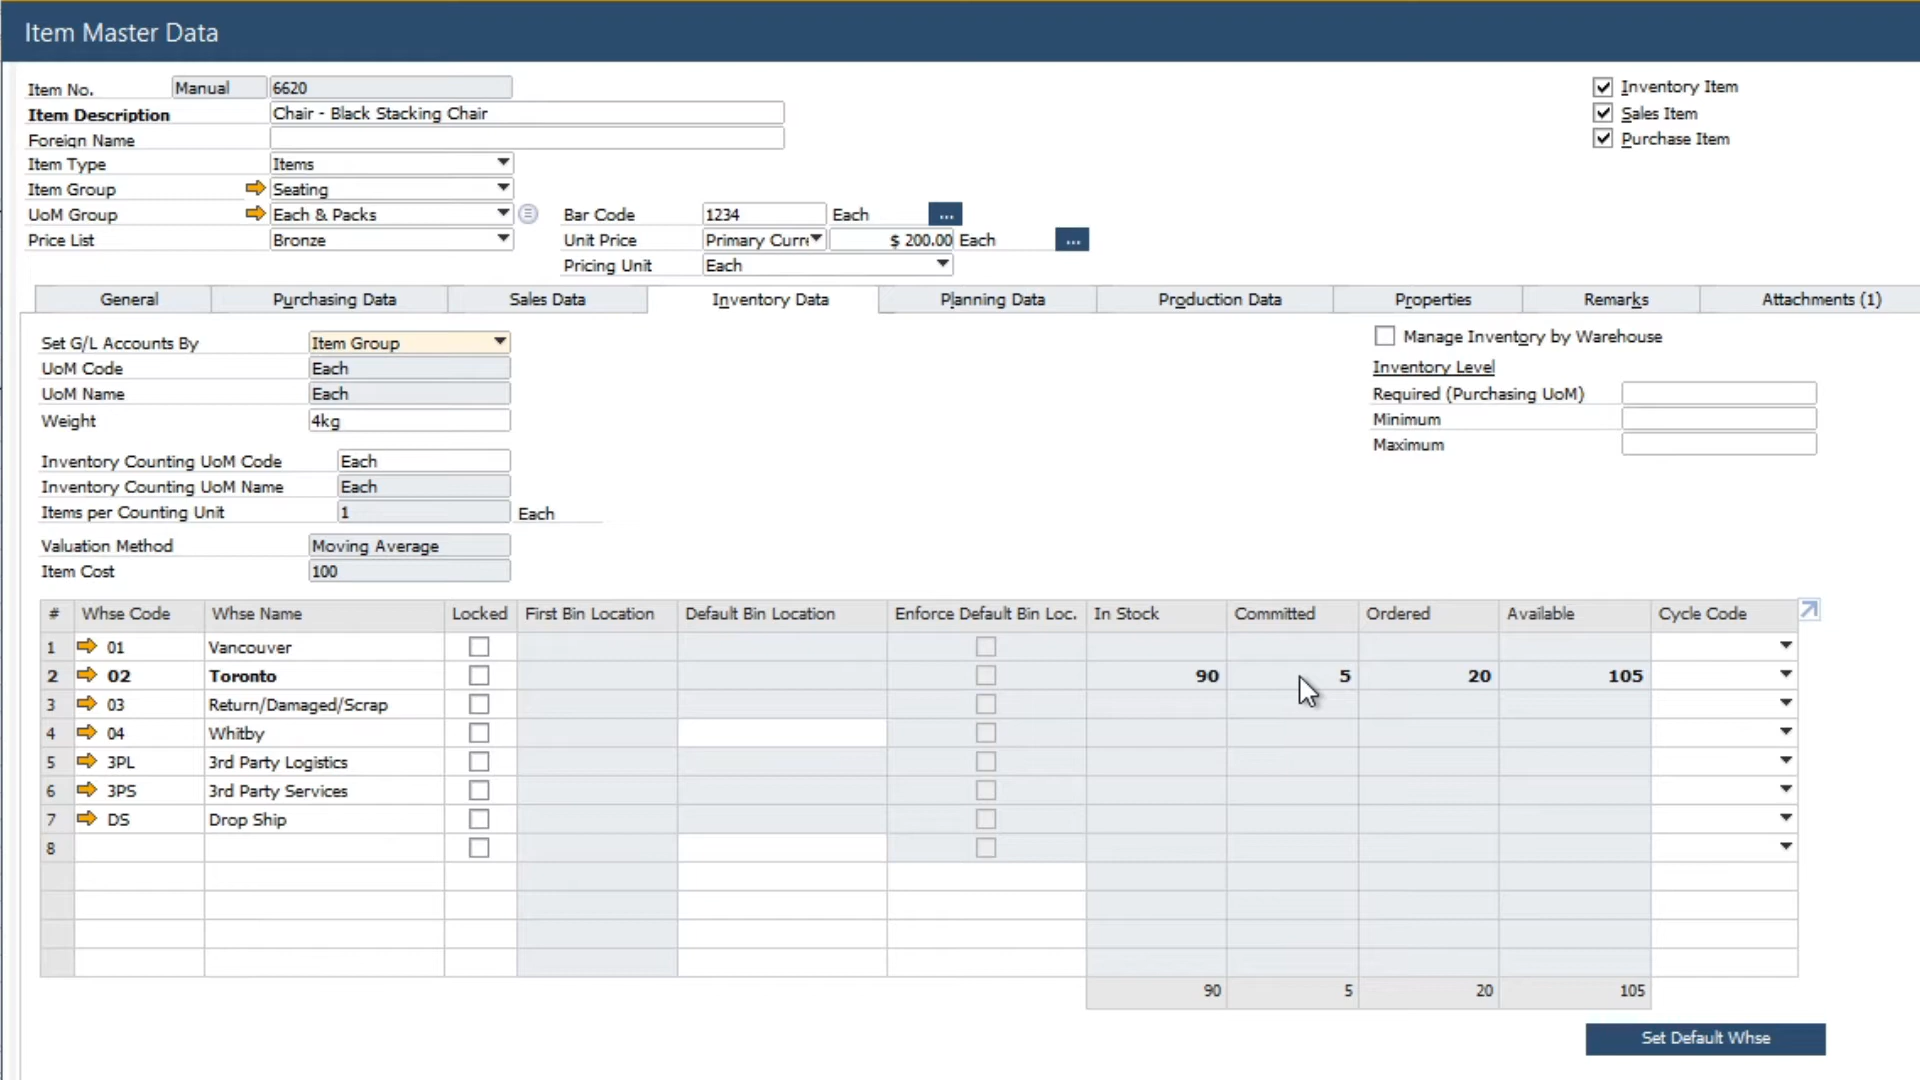 Item Master Data
Item No. Manual 6620
Item Description Chair - Black Stacking Chair
Foreign Name
Item Type Items
Item Group Seating
UoM Group Each & Packs
Price List Bronze
Bar Code 1234 Each ...
Unit Price Primary Curr $ 200.00 Each ...
Pricing Unit Each
Inventory Item
Sales Item
Purchase Item
General Purchasing Data Sales Data Inventory Data Planning Data Production Data Properties Remarks Attachments (1)
Set G/L Accounts By Item Group
UoM Code Each
UoM Name Each
Weight 4kg
Inventory Counting UoM Code Each
Inventory Counting UoM Name Each
Items per Counting Unit 1 Each
Valuation Method Moving Average
Item Cost 100
Manage Inventory by Warehouse
Inventory Level
Required (Purchasing UoM)
Minimum
Maximum
# Whse Code Whse Name Locked First Bin Location Default Bin Location Enforce Default Bin Loc. In Stock Committed Ordered Available Cycle Code
1 01 Vancouver
2 02 Toronto 90 5 20 105
3 03 Return/Damaged/Scrap
4 04 Whitby
5 3PL 3rd Party Logistics
6 3PS 3rd Party Services
7 DS Drop Ship
8
90 5 20 105
Set Default Whse